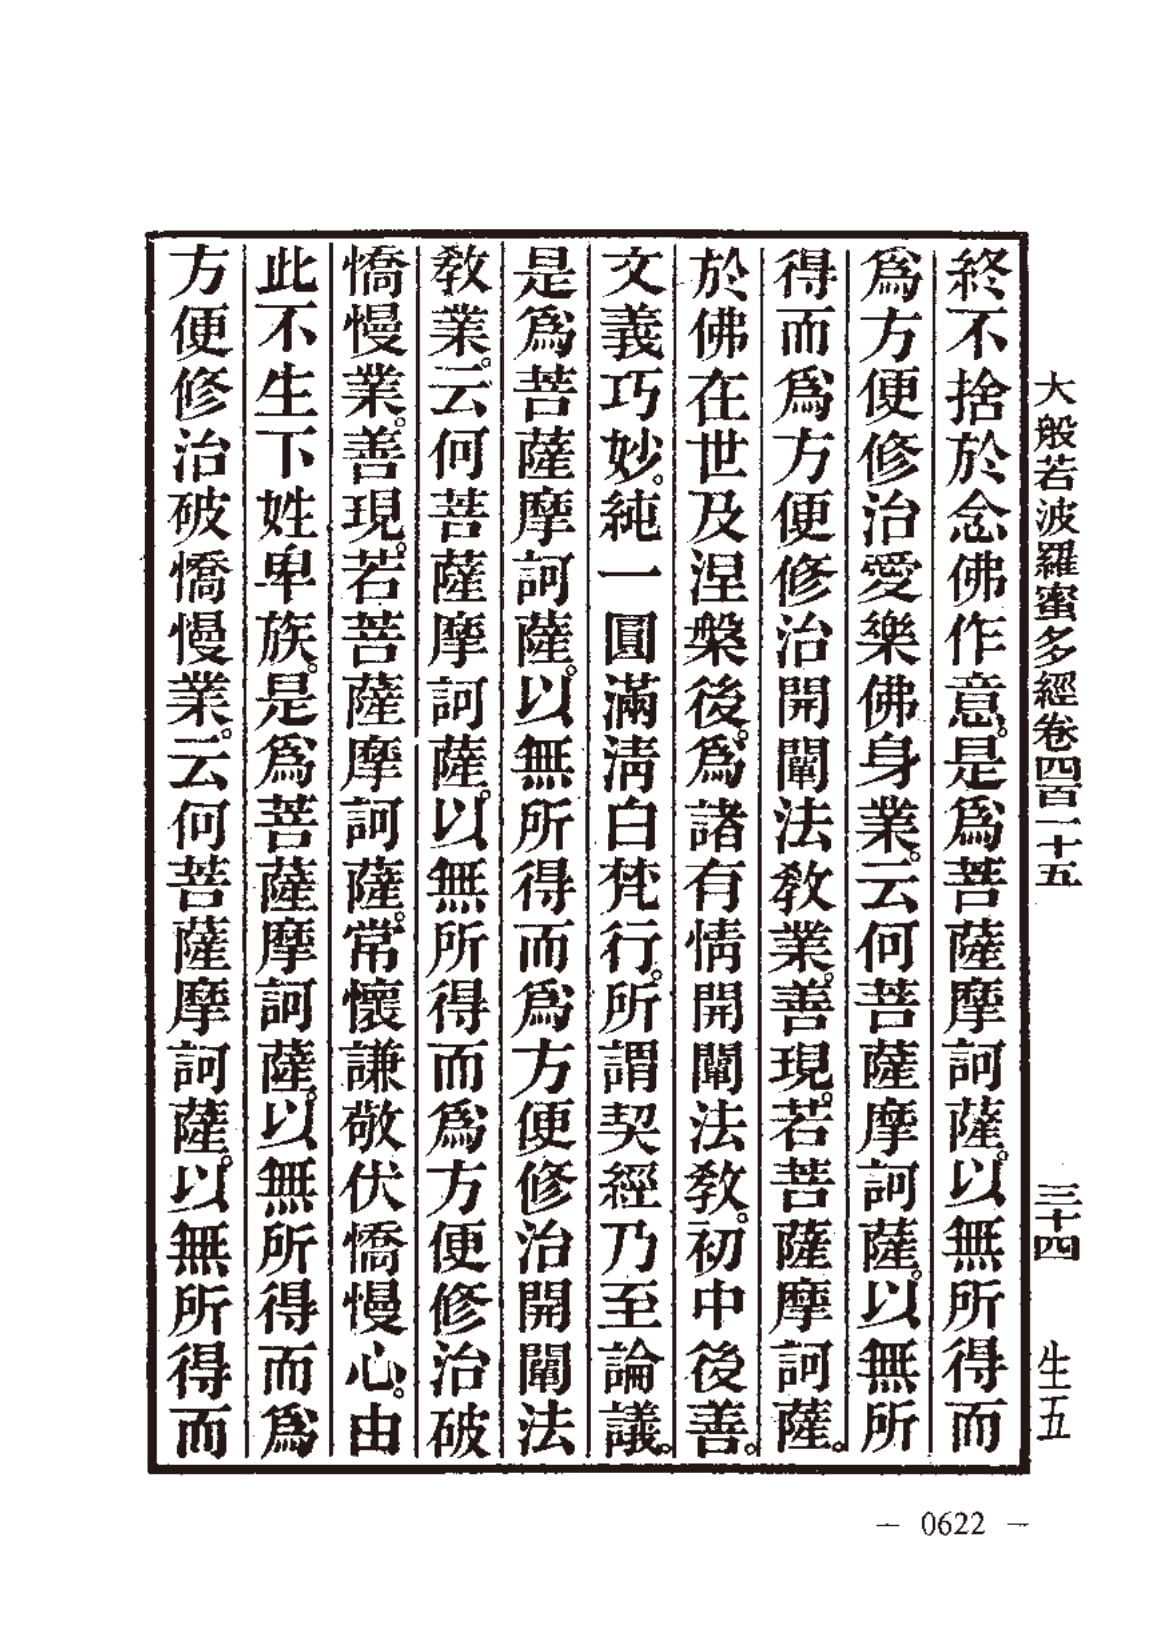 大般若波羅蜜多經卷四百一十五　三十四　生五
終不捨於念佛作意。是爲菩薩摩訶薩。以無所得而
爲方便修治愛樂佛身業。云何菩薩摩訶薩。以無所
得而爲方便修治開闡法敎業。善現。若菩薩摩訶薩。
於佛在世及涅槃後。爲諸有情開闡法敎。初中後善。
文義巧妙。純一圓滿淸白梵行。所謂契經乃至論議。
是爲菩薩摩訶薩。以無所得而爲方便修治開闡法
敎業。云何菩薩摩訶薩。以無所得而爲方便修治破
憍慢業。善現。若菩薩摩訶薩。常懷謙敬伏憍慢心。由
此不生下姓卑族。是爲菩薩摩訶薩。以無所得而爲
方便修治破憍慢業。云何菩薩摩訶薩。以無所得而
— 0622 —